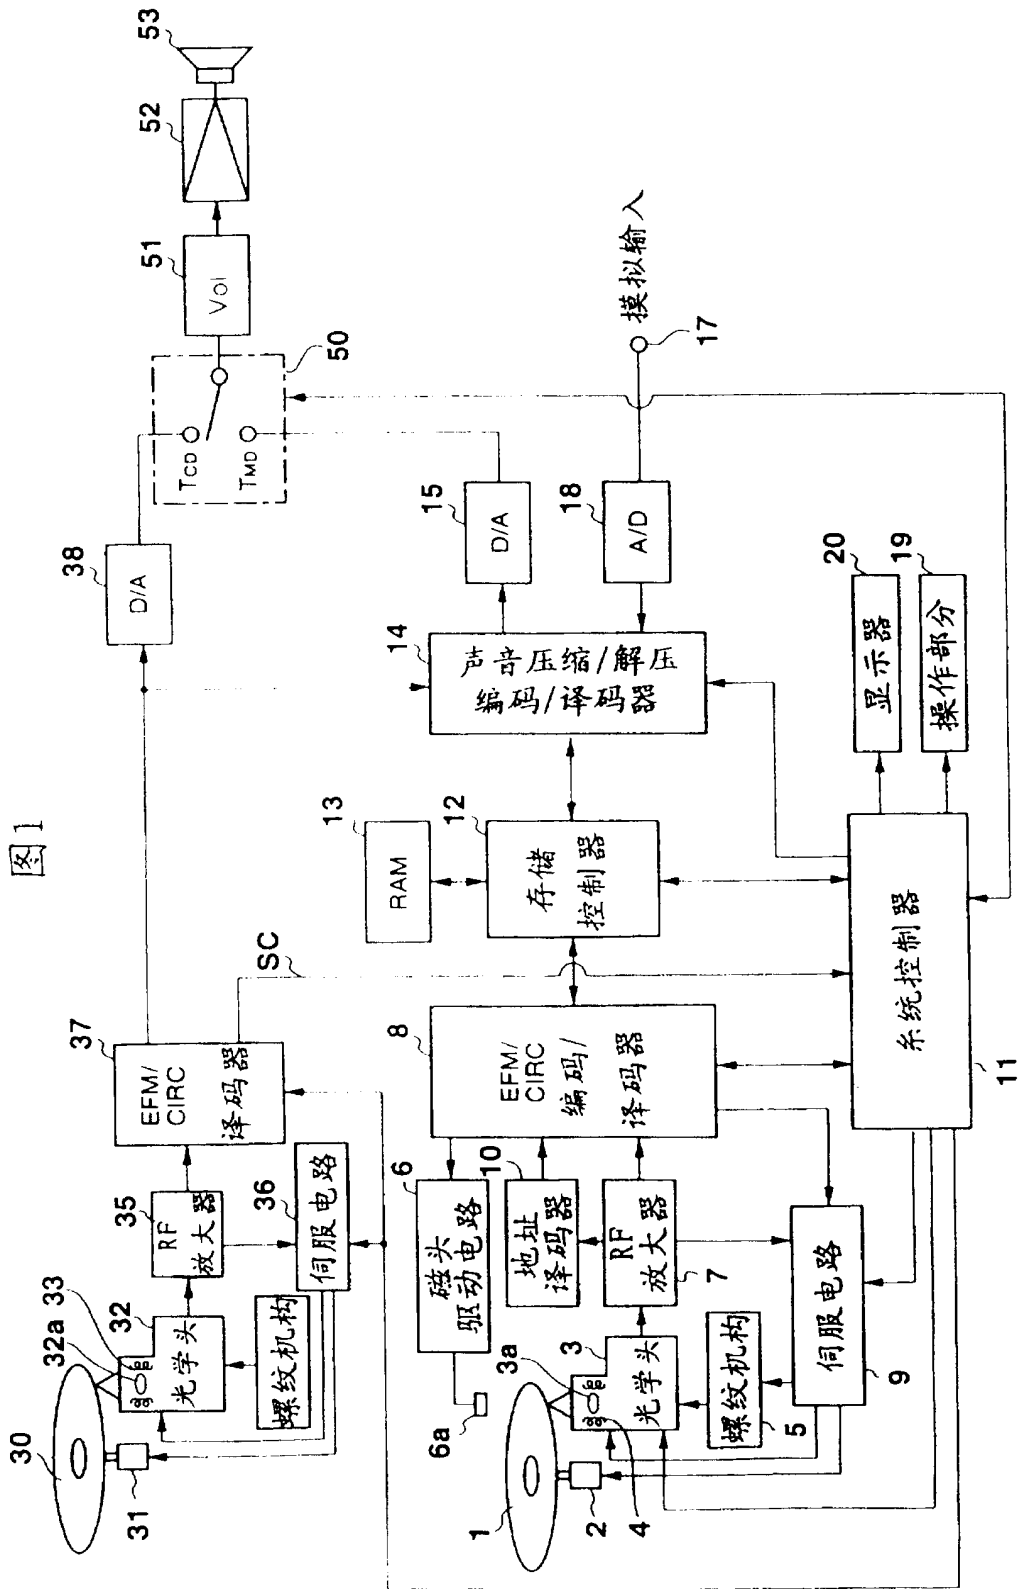 图1
30
31
32a
33
32
光学头
螺纹机构
35
RF
放大器
36
伺服电路
37
EFM/
CIRC
译码器
SC
38
D/A
TCD
TMD
50
51
Vol
52
53
1
2
3a
3
4
光学头
5
螺纹机构
6
磁头
驱动电路
6a
10
地址
译码器
RF
放大器
7
9
伺服电路
8
EFM/
CIRC
编码/
译码器
13
RAM
12
存储
控制器
14
声音压缩/解压
编码/译码器
15
D/A
18
A/D
17
模拟输入
11
系统控制器
20
显示器
19
操作部分